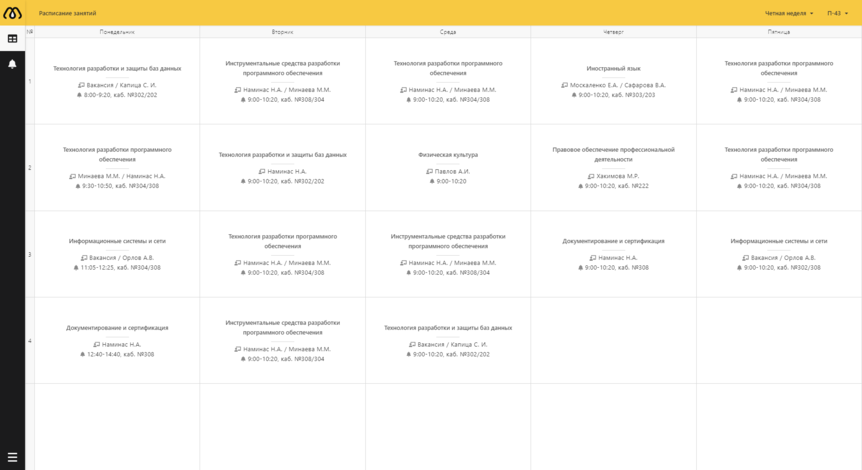 Расписание занятий
Четная неделя
П-43
№ Понедельник Вторник Среда Четверг Пятница
1
Технология разработки и защиты баз данных
Вакансия / Капица С. И.
8:00-9:20, каб. №302/202
Инструментальные средства разработки
программного обеспечения
Наминас Н.А. / Минаева М.М.
9:00-10:20, каб. №308/304
Технология разработки программного
обеспечения
Наминас Н.А. / Минаева М.М.
9:00-10:20, каб. №304/308
Иностранный язык
Москаленко Е.А. / Сафарова В.А.
9:00-10:20, каб. №303/203
Технология разработки программного
обеспечения
Наминас Н.А. / Минаева М.М.
9:00-10:20, каб. №304/308
2
Технология разработки программного
обеспечения
Минаева М.М. / Наминас Н.А.
9:30-10:50, каб. №304/308
Технология разработки и защиты баз данных
Наминас Н.А.
9:00-10:20, каб. №302/202
Физическая культура
Павлов А.И.
9:00-10:20
Правовое обеспечение профессиональной
деятельности
Хакимова М.Р.
9:00-10:20, каб. №222
Технология разработки программного
обеспечения
Наминас Н.А. / Минаева М.М.
9:00-10:20, каб. №304/308
3
Информационные системы и сети
Вакансия / Орлов А.В.
11:05-12:25, каб. №304/308
Технология разработки программного
обеспечения
Наминас Н.А. / Минаева М.М.
9:00-10:20, каб. №304/308
Инструментальные средства разработки
программного обеспечения
Наминас Н.А. / Минаева М.М.
9:00-10:20, каб. №308/304
Документирование и сертификация
Наминас Н.А.
9:00-10:20, каб. №308
Информационные системы и сети
Вакансия / Орлов А.В.
9:00-10:20, каб. №302/308
4
Документирование и сертификация
Наминас Н.А.
12:40-14:40, каб. №308
Инструментальные средства разработки
программного обеспечения
Наминас Н.А. / Минаева М.М.
9:00-10:20, каб. №308/304
Технология разработки и защиты баз данных
Вакансия / Капица С. И.
9:00-10:20, каб. №302/202